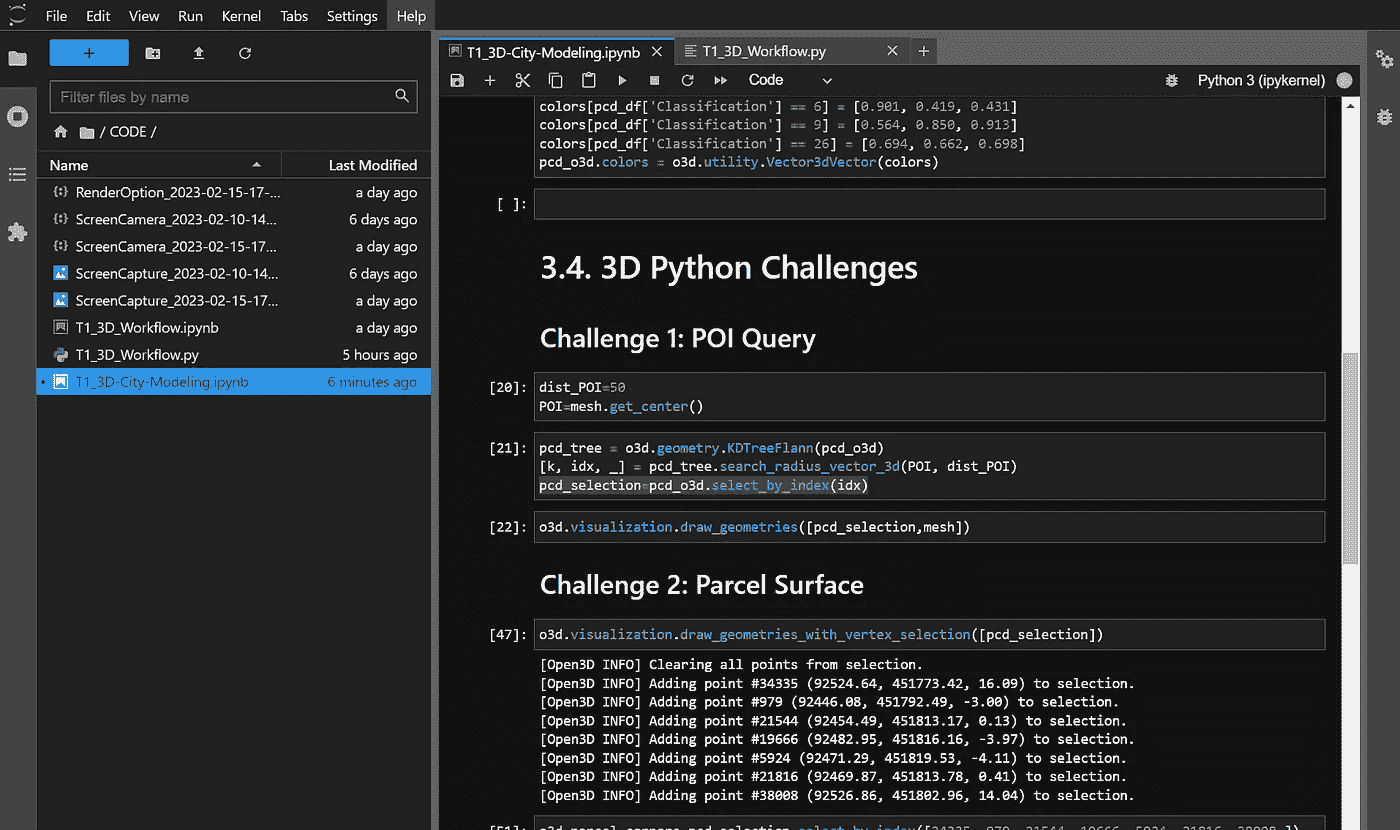 File Edit View Run Kernel Tabs Settings Help
T1_3D-City-Modeling.ipynb T1_3D_Workflow.py
Code Python 3 (ipykernel)
Filter files by name
/ CODE /
Name Last Modified
RenderOption_2023-02-15-17-... a day ago
ScreenCamera_2023-02-10-14... 6 days ago
ScreenCamera_2023-02-15-17... a day ago
ScreenCapture_2023-02-10-14... 6 days ago
ScreenCapture_2023-02-15-17... a day ago
T1_3D_Workflow.ipynb a day ago
T1_3D_Workflow.py 5 hours ago
T1_3D-City-Modeling.ipynb 6 minutes ago
colors[pcd_df['Classification'] == 6] = [0.901, 0.419, 0.431]
colors[pcd_df['Classification'] == 9] = [0.564, 0.850, 0.913]
colors[pcd_df['Classification'] == 26] = [0.694, 0.662, 0.698]
pcd_o3d.colors = o3d.utility.Vector3dVector(colors)
[ ]:
3.4. 3D Python Challenges
Challenge 1: POI Query
[20]: dist_POI=50
POI=mesh.get_center()
[21]: pcd_tree = o3d.geometry.KDTreeFlann(pcd_o3d)
[k, idx, _] = pcd_tree.search_radius_vector_3d(POI, dist_POI)
pcd_selection=pcd_o3d.select_by_index(idx)
[22]: o3d.visualization.draw_geometries([pcd_selection,mesh])
Challenge 2: Parcel Surface
[47]: o3d.visualization.draw_geometries_with_vertex_selection([pcd_selection])
[Open3D INFO] Clearing all points from selection.
[Open3D INFO] Adding point #34335 (92524.64, 451773.42, 16.09) to selection.
[Open3D INFO] Adding point #979 (92446.08, 451792.49, -3.00) to selection.
[Open3D INFO] Adding point #21544 (92454.49, 451813.17, 0.13) to selection.
[Open3D INFO] Adding point #19666 (92482.95, 451816.16, -3.97) to selection.
[Open3D INFO] Adding point #5924 (92471.29, 451819.53, -4.11) to selection.
[Open3D INFO] Adding point #21816 (92469.87, 451813.78, 0.41) to selection.
[Open3D INFO] Adding point #38008 (92526.86, 451802.96, 14.04) to selection.